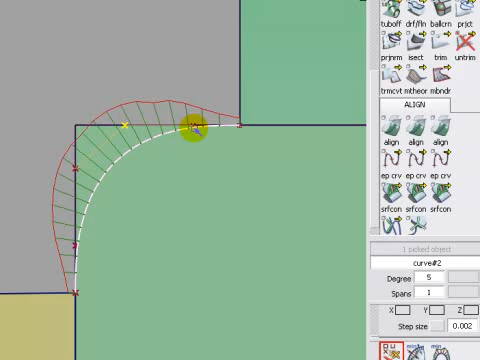 tuboff drf/fln ballcrn prjct
prjnrm isect trim untrim
trmcvt mtheor mbndr
ALIGN
align align align
ep crv ep crv ep crv
srfcon srfcon srfcon
1 picked object
curve#2
Degree 5
Spans 1
X Y Z
Step size 0.002